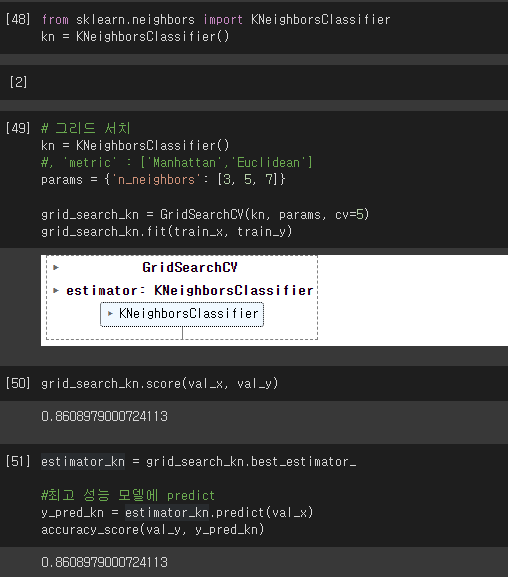 [48] from sklearn.neighbors import KNeighborsClassifier
kn = KNeighborsClassifier()
[2]
[49] # 그리드 서치
kn = KNeighborsClassifier()
#, 'metric' : ['Manhattan','Euclidean']
params = {'n_neighbors': [3, 5, 7]}
grid_search_kn = GridSearchCV(kn, params, cv=5)
grid_search_kn.fit(train_x, train_y)
▸ GridSearchCV
▸ estimator: KNeighborsClassifier
▸ KNeighborsClassifier
[50] grid_search_kn.score(val_x, val_y)
0.8608979000724113
[51] estimator_kn = grid_search_kn.best_estimator_
#최고 성능 모델에 predict
y_pred_kn = estimator_kn.predict(val_x)
accuracy_score(val_y, y_pred_kn)
0.8608979000724113